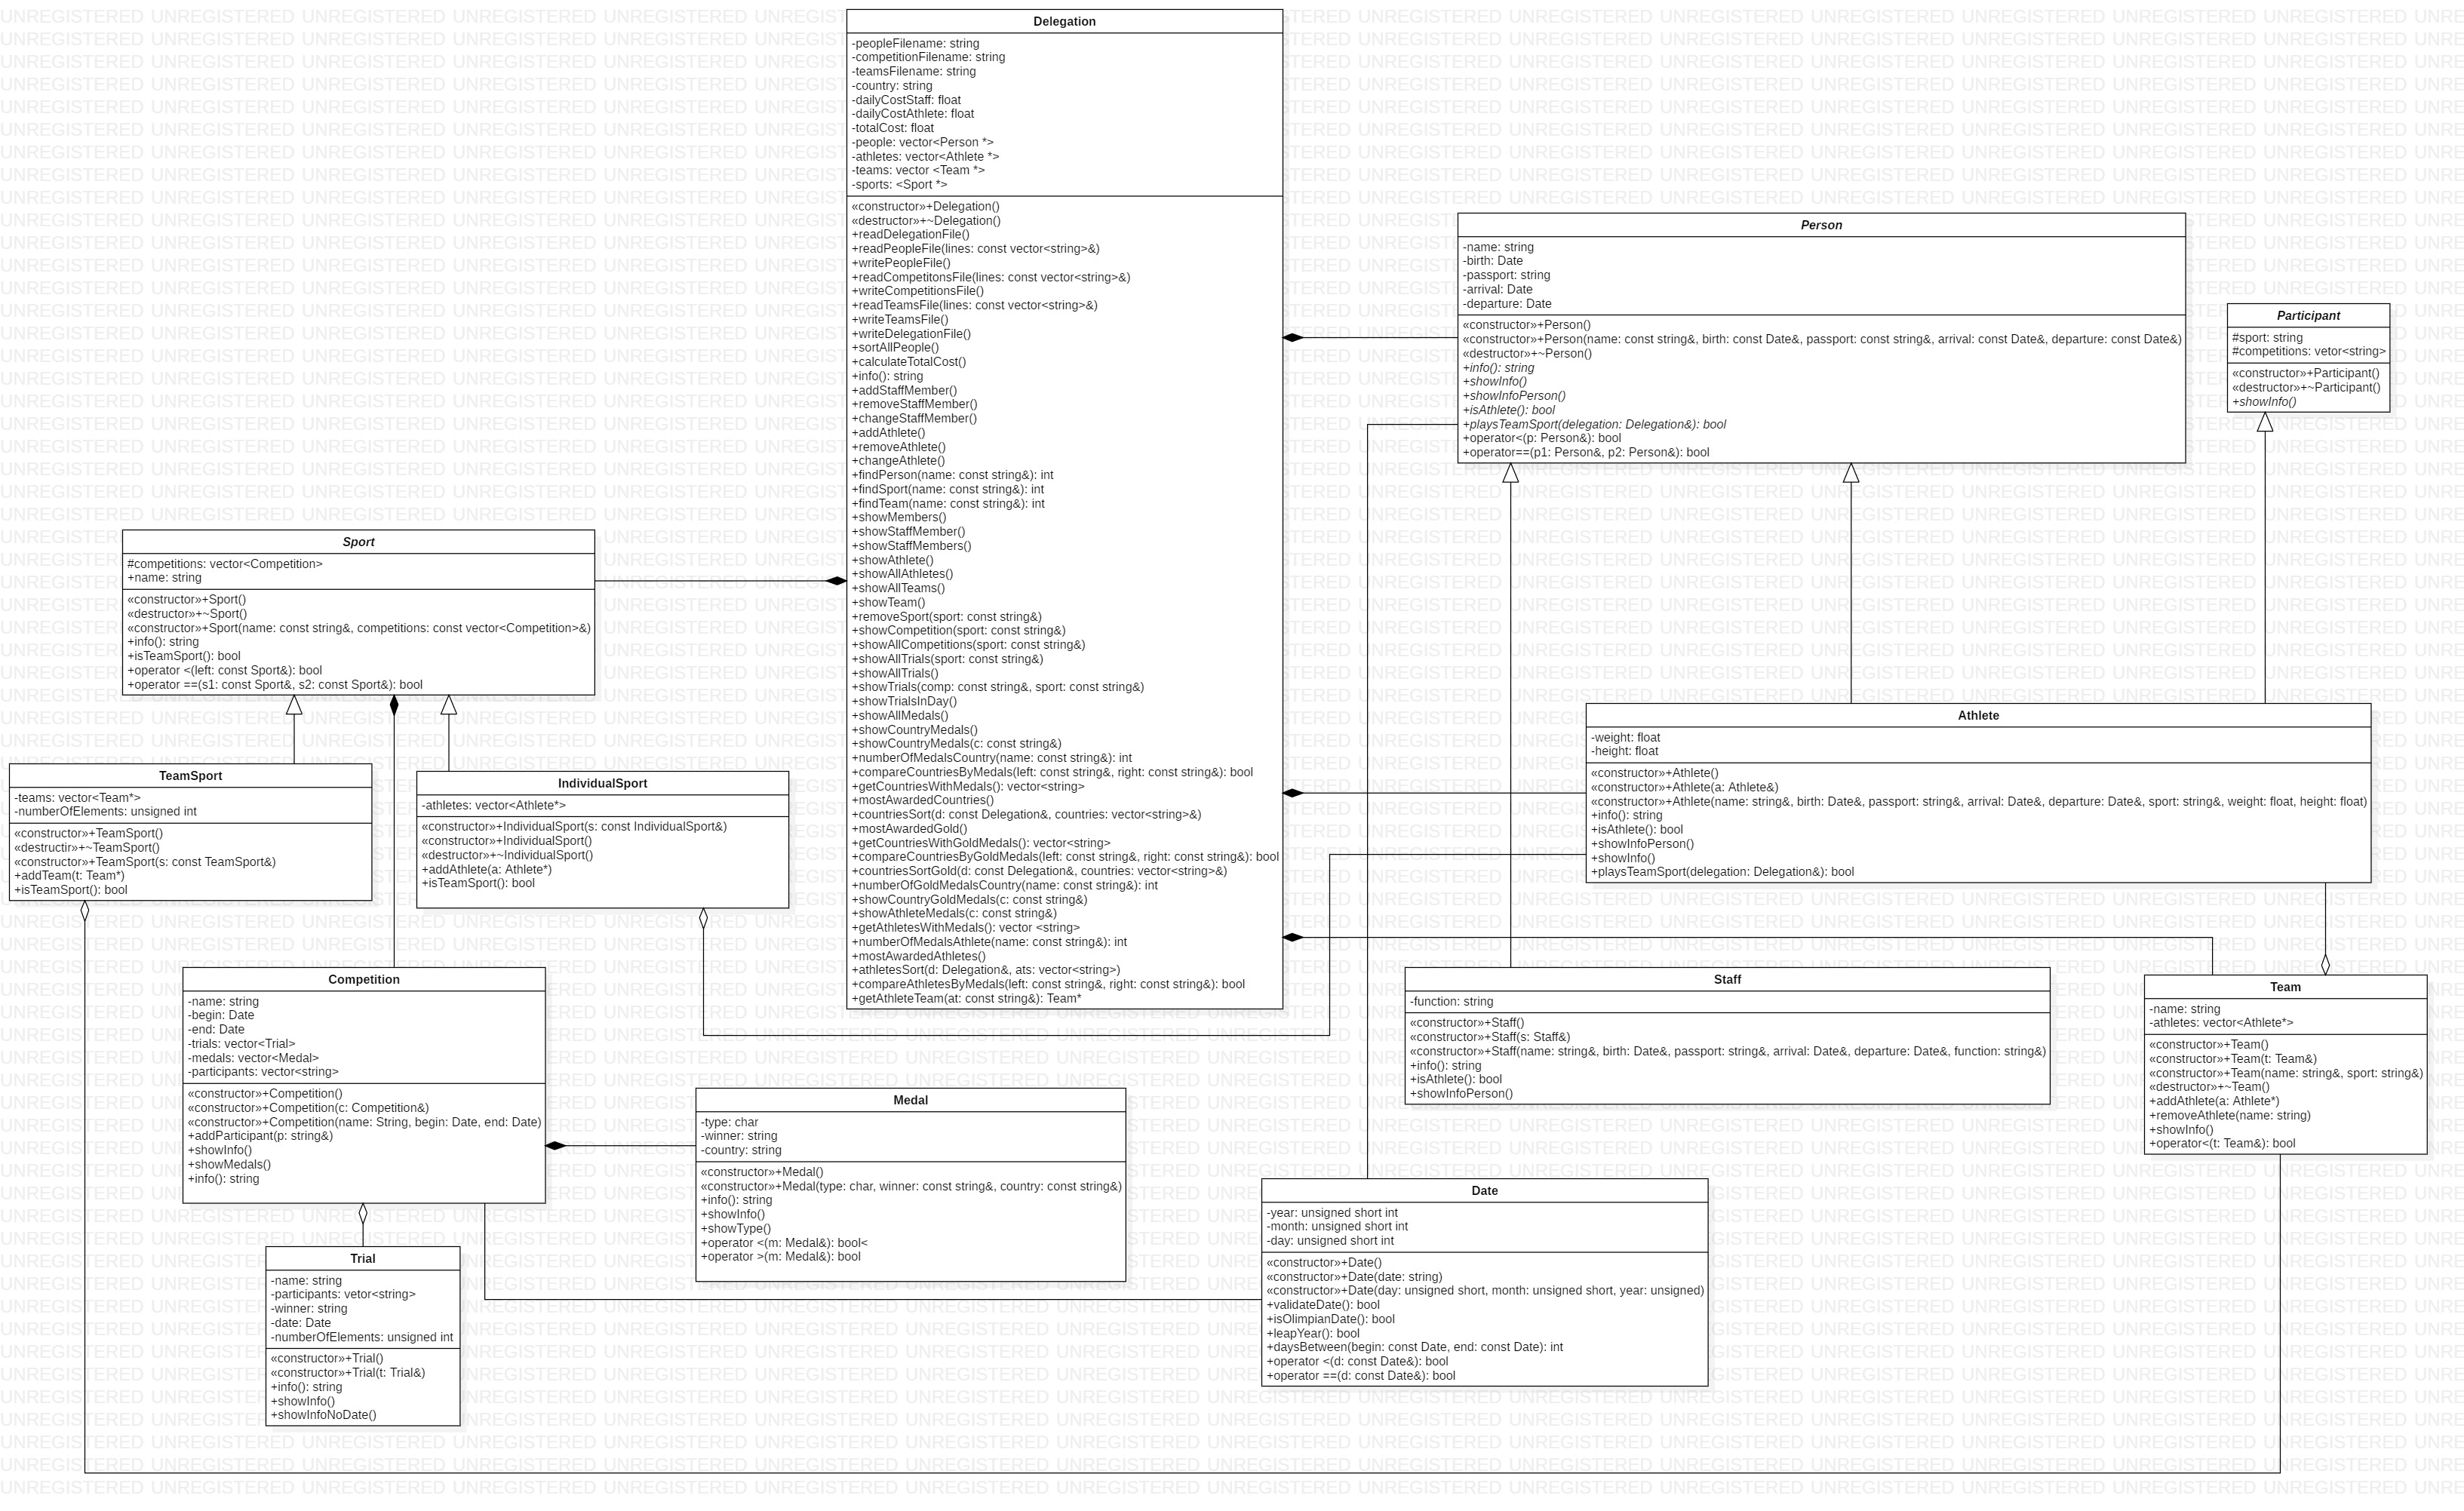 Delegation
-peopleFilename: string
-competitionFilename: string
-teamsFilename: string
-country: string
-dailyCostStaff: float
-dailyCostAthlete: float
-totalCost: float
-people: vector<Person *>
-athletes: vector<Athlete *>
-teams: vector <Team *>
-sports: <Sport *>
«constructor»+Delegation()
«destructor»+~Delegation()
+readDelegationFile()
+readPeopleFile(lines: const vector<string>&)
+writePeopleFile()
+readCompetitonsFile(lines: const vector<string>&)
+writeCompetitionsFile()
+readTeamsFile(lines: const vector<string>&)
+writeTeamsFile()
+writeDelegationFile()
+sortAllPeople()
+calculateTotalCost()
+info(): string
+addStaffMember()
+removeStaffMember()
+changeStaffMember()
+addAthlete()
+removeAthlete()
+changeAthlete()
+findPerson(name: const string&): int
+findSport(name: const string&): int
+findTeam(name: const string&): int
+showMembers()
+showStaffMember()
+showStaffMembers()
+showAthlete()
+showAllAthletes()
+showAllTeams()
+showTeam()
+removeSport(sport: const string&)
+showCompetition(sport: const string&)
+showAllCompetitions(sport: const string&)
+showAllTrials(sport: const string&)
+showAllTrials()
+showTrials(comp: const string&, sport: const string&)
+showTrialsInDay()
+showAllMedals()
+showCountryMedals()
+showCountryMedals(c: const string&)
+numberOfMedalsCountry(name: const string&): int
+compareCountriesByMedals(left: const string&, right: const string&): bool
+getCountriesWithMedals(): vector<string>
+mostAwardedCountries()
+countriesSort(d: const Delegation&, countries: vector<string>&)
+mostAwardedGold()
+getCountriesWithGoldMedals(): vector<string>
+compareCountriesByGoldMedals(left: const string&, right: const string&): bool
+countriesSortGold(d: const Delegation&, countries: vector<string>&)
+numberOfGoldMedalsCountry(name: const string&): int
+showCountryGoldMedals(c: const string&)
+showAthleteMedals(c: const string&)
+getAthletesWithMedals(): vector <string>
+numberOfMedalsAthlete(name: const string&): int
+mostAwardedAthletes()
+athletesSort(d: Delegation&, ats: vector<string>)
+compareAthletesByMedals(left: const string&, right: const string&): bool
+getAthleteTeam(at: const string&): Team*
Person
-name: string
-birth: Date
-passport: string
-arrival: Date
-departure: Date
«constructor»+Person()
«constructor»+Person(name: const string&, birth: const Date&, passport: const string&, arrival: const Date&, departure: const Date&)
«destructor»+~Person()
+info(): string
+showInfo()
+showInfoPerson()
+isAthlete(): bool
+playsTeamSport(delegation: Delegation&): bool
+operator<(p: Person&): bool
+operator==(p1: Person&, p2: Person&): bool
Participant
#sport: string
#competitions: vetor<string>
«constructor»+Participant()
«destructor»+~Participant()
+showInfo()
Sport
#competitions: vector<Competition>
+name: string
«constructor»+Sport()
«destructor»+~Sport()
«constructor»+Sport(name: const string&, competitions: const vector<Competition>&)
+info(): string
+isTeamSport(): bool
+operator <(left: const Sport&): bool
+operator ==(s1: const Sport&, s2: const Sport&): bool
TeamSport
-teams: vector<Team*>
-numberOfElements: unsigned int
«constructor»+TeamSport()
«destructir»+~TeamSport()
«constructor»+TeamSport(s: const TeamSport&)
+addTeam(t: Team*)
+isTeamSport(): bool
IndividualSport
-athletes: vector<Athlete*>
«constructor»+IndividualSport(s: const IndividualSport&)
«constructor»+IndividualSport()
«destructor»+~IndividualSport()
+addAthlete(a: Athlete*)
+isTeamSport(): bool
Athlete
-weight: float
-height: float
«constructor»+Athlete()
«constructor»+Athlete(a: Athlete&)
«constructor»+Athlete(name: string&, birth: Date&, passport: string&, arrival: Date&, departure: Date&, sport: string&, weight: float, height: float)
+info(): string
+isAthlete(): bool
+showInfoPerson()
+showInfo()
+playsTeamSport(delegation: Delegation&): bool
Competition
-name: string
-begin: Date
-end: Date
-trials: vector<Trial>
-medals: vector<Medal>
-participants: vector<string>
«constructor»+Competition()
«constructor»+Competition(c: Competition&)
«constructor»+Competition(name: String, begin: Date, end: Date)
+addParticipant(p: string&)
+showInfo()
+showMedals()
+info(): string
Staff
-function: string
«constructor»+Staff()
«constructor»+Staff(s: Staff&)
«constructor»+Staff(name: string&, birth: Date&, passport: string&, arrival: Date&, departure: Date&, function: string&)
+info(): string
+isAthlete(): bool
+showInfoPerson()
Team
-name: string
-athletes: vector<Athlete*>
«constructor»+Team()
«constructor»+Team(t: Team&)
«constructor»+Team(name: string&, sport: string&)
«destructor»+~Team()
+addAthlete(a: Athlete*)
+removeAthlete(name: string)
+showInfo()
+operator<(t: Team&): bool
Medal
-type: char
-winner: string
-country: string
«constructor»+Medal()
«constructor»+Medal(type: char, winner: const string&, country: const string&)
+info(): string
+showInfo()
+showType()
+operator <(m: Medal&): bool<
+operator >(m: Medal&): bool
Date
-year: unsigned short int
-month: unsigned short int
-day: unsigned short int
«constructor»+Date()
«constructor»+Date(date: string)
«constructor»+Date(day: unsigned short, month: unsigned short, year: unsigned)
+validateDate(): bool
+isOlimpianDate(): bool
+leapYear(): bool
+daysBetween(begin: const Date, end: const Date): int
+operator <(d: const Date&): bool
+operator ==(d: const Date&): bool
Trial
-name: string
-participants: vetor<string>
-winner: string
-date: Date
-numberOfElements: unsigned int
«constructor»+Trial()
«constructor»+Trial(t: Trial&)
+info(): string
+showInfo()
+showInfoNoDate()